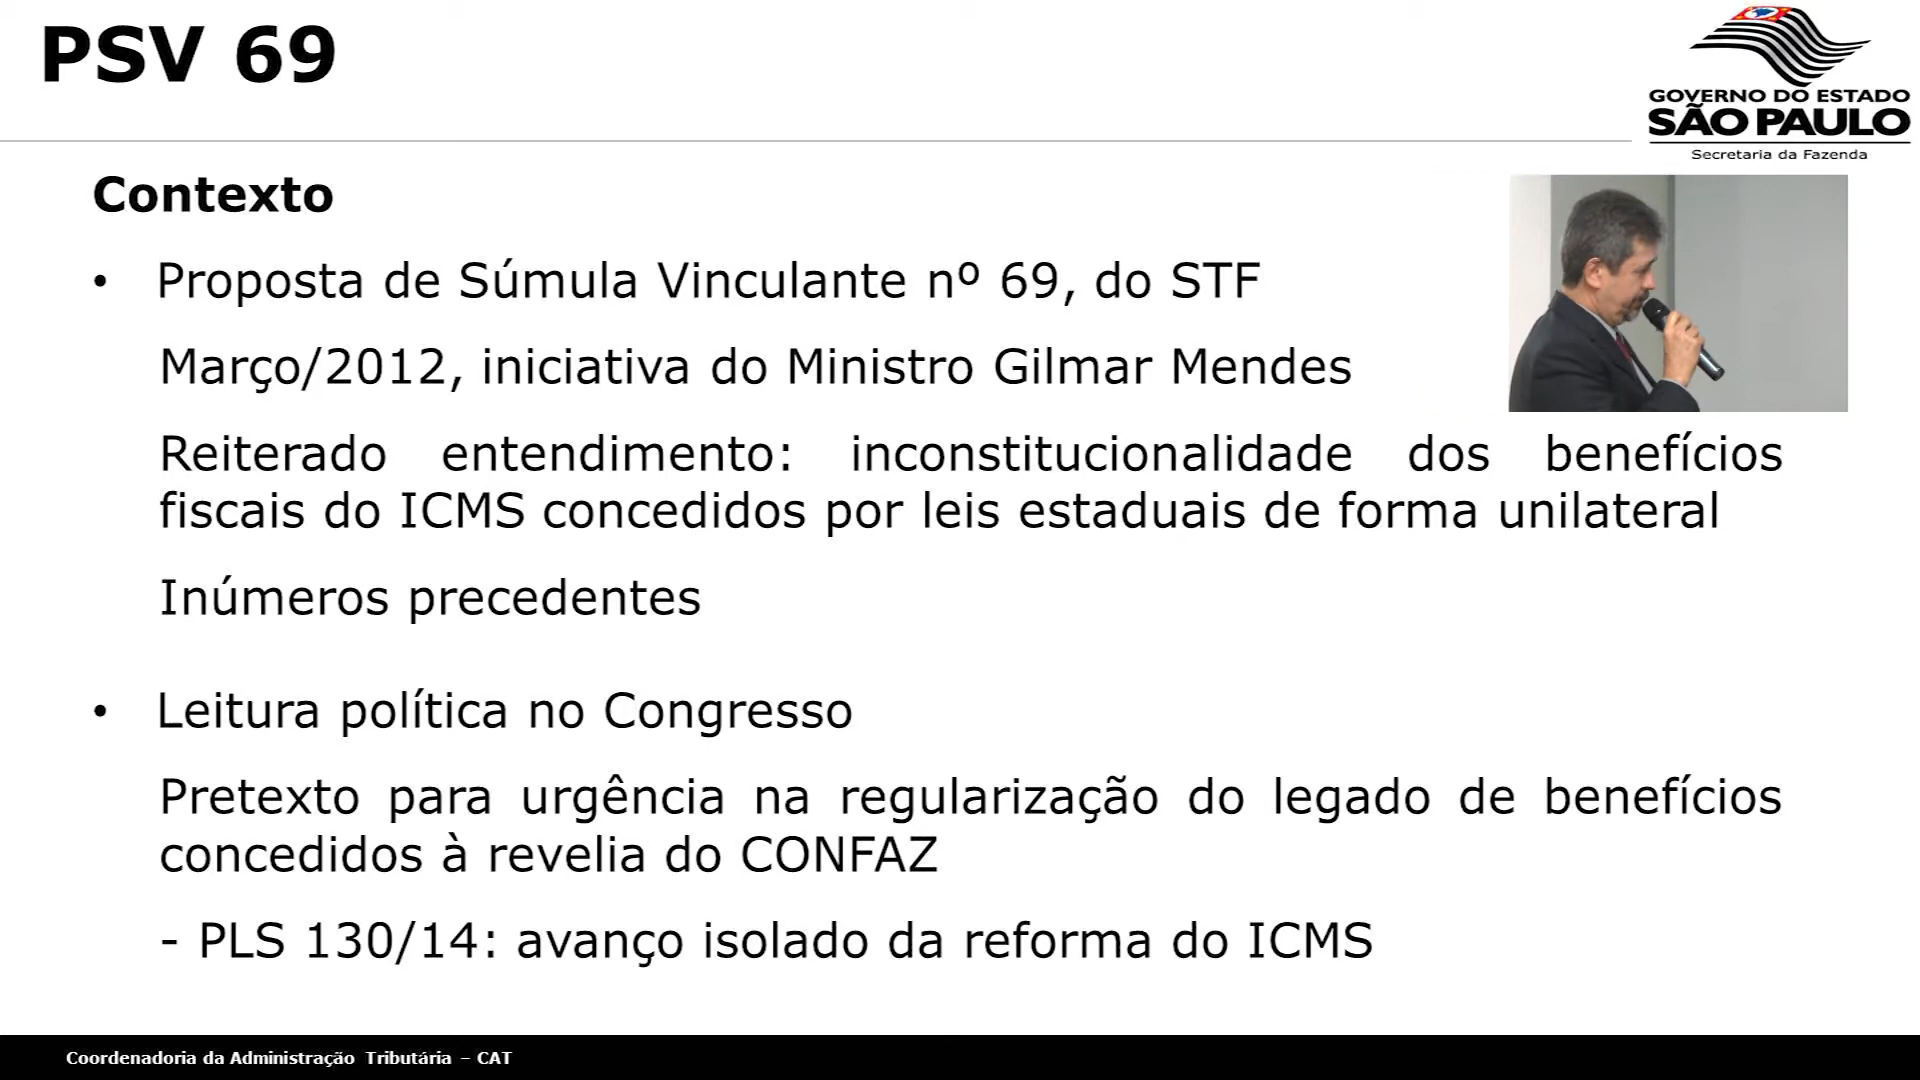 PSV 69
GOVERNO DO ESTADO
SÃO PAULO
Secretaria da Fazenda
Contexto
• Proposta de Súmula Vinculante nº 69, do STF
Março/2012, iniciativa do Ministro Gilmar Mendes
Reiterado entendimento: inconstitucionalidade dos benefícios
fiscais do ICMS concedidos por leis estaduais de forma unilateral
Inúmeros precedentes
• Leitura política no Congresso
Pretexto para urgência na regularização do legado de benefícios
concedidos à revelia do CONFAZ
- PLS 130/14: avanço isolado da reforma do ICMS
Coordenadoria da Administração Tributária – CAT